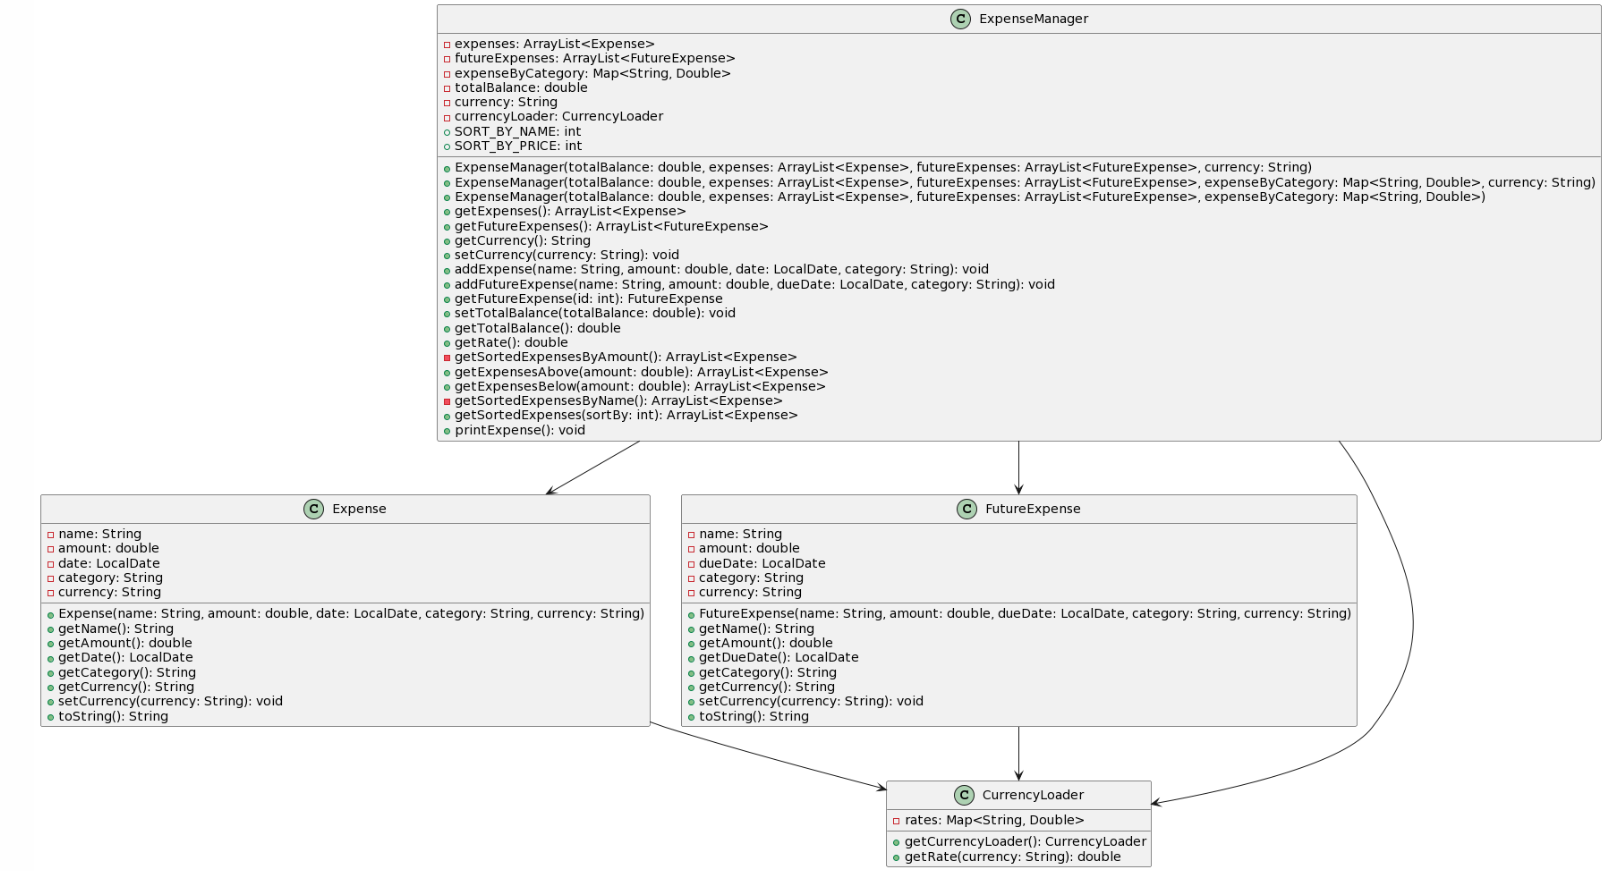 C ExpenseManager
expenses: ArrayList<Expense>
futureExpenses: ArrayList<FutureExpense>
expenseByCategory: Map<String, Double>
totalBalance: double
currency: String
currencyLoader: CurrencyLoader
SORT_BY_NAME: int
SORT_BY_PRICE: int
ExpenseManager(totalBalance: double, expenses: ArrayList<Expense>, futureExpenses: ArrayList<FutureExpense>, currency: String)
ExpenseManager(totalBalance: double, expenses: ArrayList<Expense>, futureExpenses: ArrayList<FutureExpense>, expenseByCategory: Map<String, Double>, currency: String)
ExpenseManager(totalBalance: double, expenses: ArrayList<Expense>, futureExpenses: ArrayList<FutureExpense>, expenseByCategory: Map<String, Double>)
getExpenses(): ArrayList<Expense>
getFutureExpenses(): ArrayList<FutureExpense>
getCurrency(): String
setCurrency(currency: String): void
addExpense(name: String, amount: double, date: LocalDate, category: String): void
addFutureExpense(name: String, amount: double, dueDate: LocalDate, category: String): void
getFutureExpense(id: int): FutureExpense
setTotalBalance(totalBalance: double): void
getTotalBalance(): double
getRate(): double
getSortedExpensesByAmount(): ArrayList<Expense>
getExpensesAbove(amount: double): ArrayList<Expense>
getExpensesBelow(amount: double): ArrayList<Expense>
getSortedExpensesByName(): ArrayList<Expense>
getSortedExpenses(sortBy: int): ArrayList<Expense>
printExpense(): void
C Expense
name: String
amount: double
date: LocalDate
category: String
currency: String
Expense(name: String, amount: double, date: LocalDate, category: String, currency: String)
getName(): String
getAmount(): double
getDate(): LocalDate
getCategory(): String
getCurrency(): String
setCurrency(currency: String): void
toString(): String
C FutureExpense
name: String
amount: double
dueDate: LocalDate
category: String
currency: String
FutureExpense(name: String, amount: double, dueDate: LocalDate, category: String, currency: String)
getName(): String
getAmount(): double
getDueDate(): LocalDate
getCategory(): String
getCurrency(): String
setCurrency(currency: String): void
toString(): String
C CurrencyLoader
rates: Map<String, Double>
getCurrencyLoader(): CurrencyLoader
getRate(currency: String): double